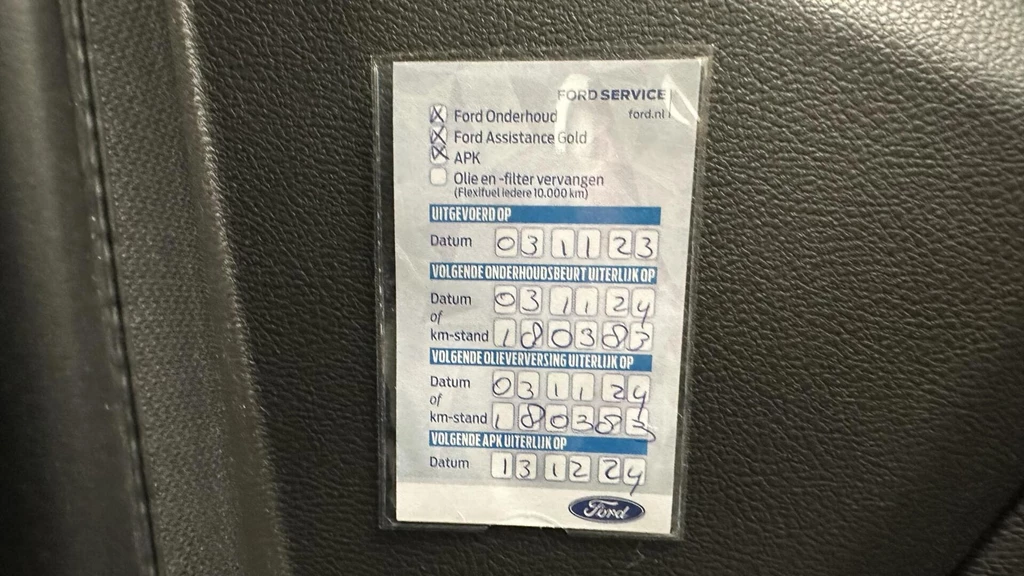 FORD SERVICE
ford.nl
X Ford Onderhoud
X Ford Assistance Gold
X APK
Olie en -filter vervangen
(Flexifuel iedere 10.000 km)
UITGEVOERD OP
Datum 031123
VOLGENDE ONDERHOUDSBEURT UITERLIJK OP
Datum 031124
of
km-stand 180383
VOLGENDE OLIEVERVERSING UITERLIJK OP
Datum 031124
of
km-stand 180383
VOLGENDE APK UITERLIJK OP
Datum 131224
Ford